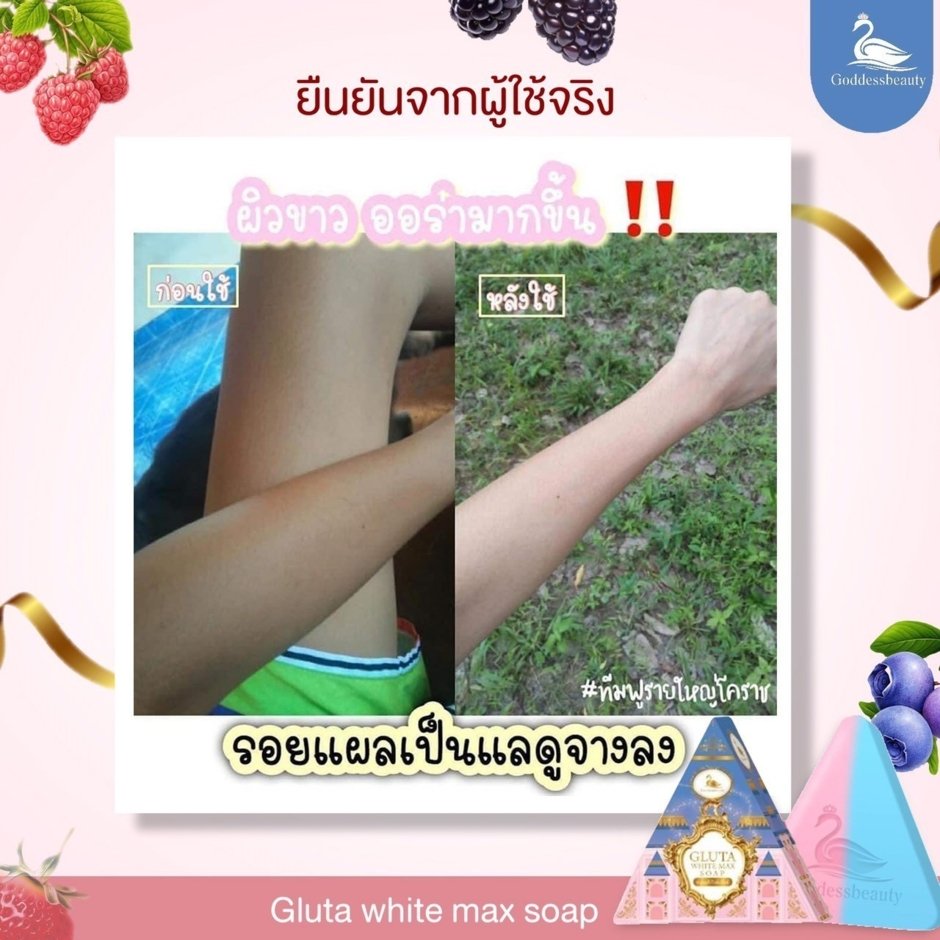 Goddessbeauty
ยืนยันจากผู้ใช้จริง
ผิวขาว ออร่ามากขึ้น ‼️
ก่อนใช้
หลังใช้
#ทีมฟูรายใหญ่โคราช
รอยแผลเป็นแลดูจางลง
GLUTA
WHITE MAX
SOAP
Goddessbeauty
Gluta white max soap